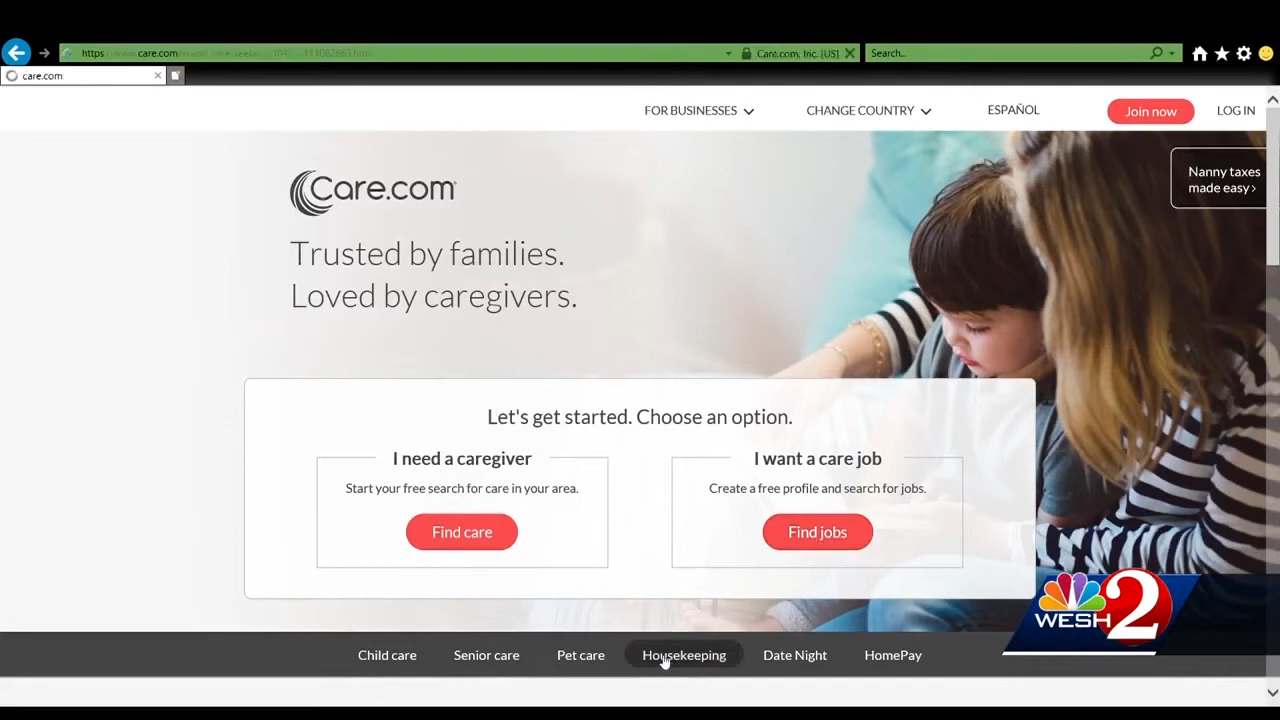 https care.com
Care.com, Inc. [US]
Search...
care.com
FOR BUSINESSES
CHANGE COUNTRY
ESPAÑOL
Join now
LOG IN
Nanny taxes
made easy >
Care.com
Trusted by families.
Loved by caregivers.
Let's get started. Choose an option.
I need a caregiver
Start your free search for care in your area.
Find care
I want a care job
Create a free profile and search for jobs.
Find jobs
WESH 2
Child care
Senior care
Pet care
Housekeeping
Date Night
HomePay